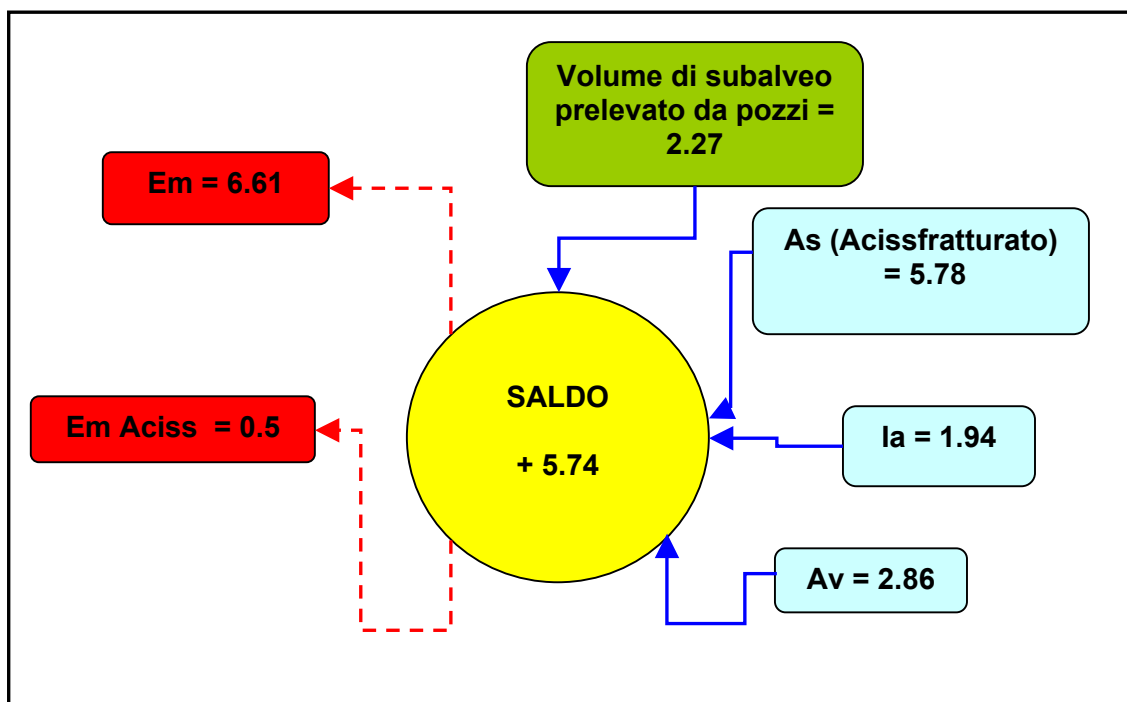 Volume di subalveo
prelevato da pozzi =
2.27
Em = 6.61
As (Acissfratturato)
= 5.78
SALDO
+ 5.74
Em Aciss = 0.5
Ia = 1.94
Av = 2.86